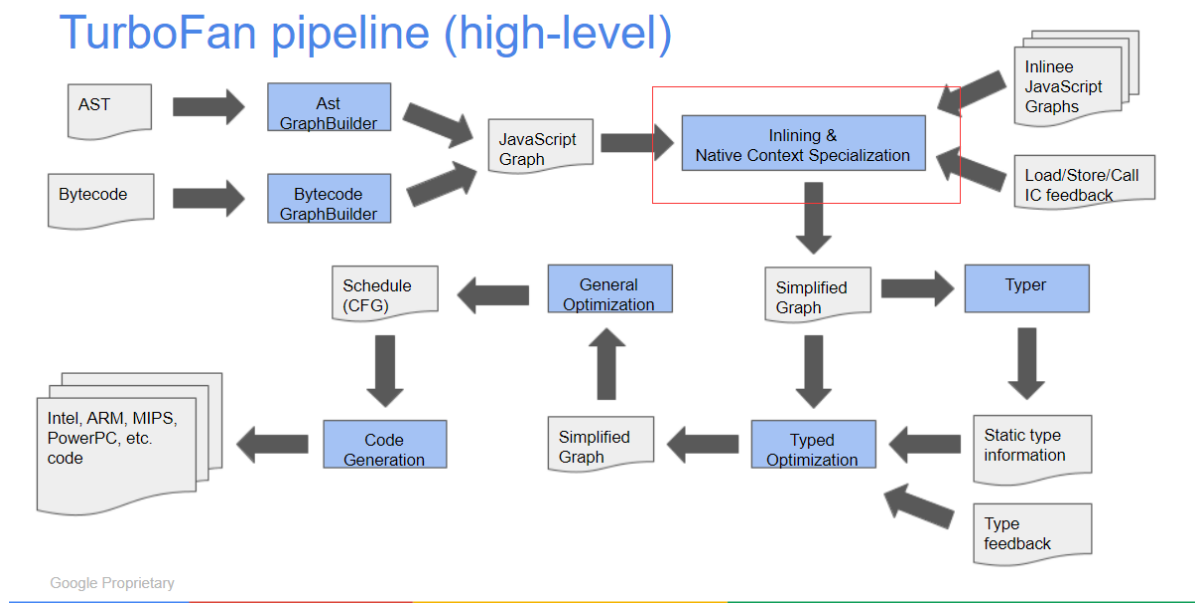 TurboFan pipeline (high-level)
AST
Ast
GraphBuilder
Bytecode
Bytecode
GraphBuilder
JavaScript
Graph
Inlining &
Native Context Specialization
Inlinee
JavaScript
Graphs
Load/Store/Call
IC feedback
Schedule
(CFG)
General
Optimization
Simplified
Graph
Typer
Intel, ARM, MIPS,
PowerPC, etc.
code
Code
Generation
Simplified
Graph
Typed
Optimization
Static type
information
Type
feedback
Google Proprietary